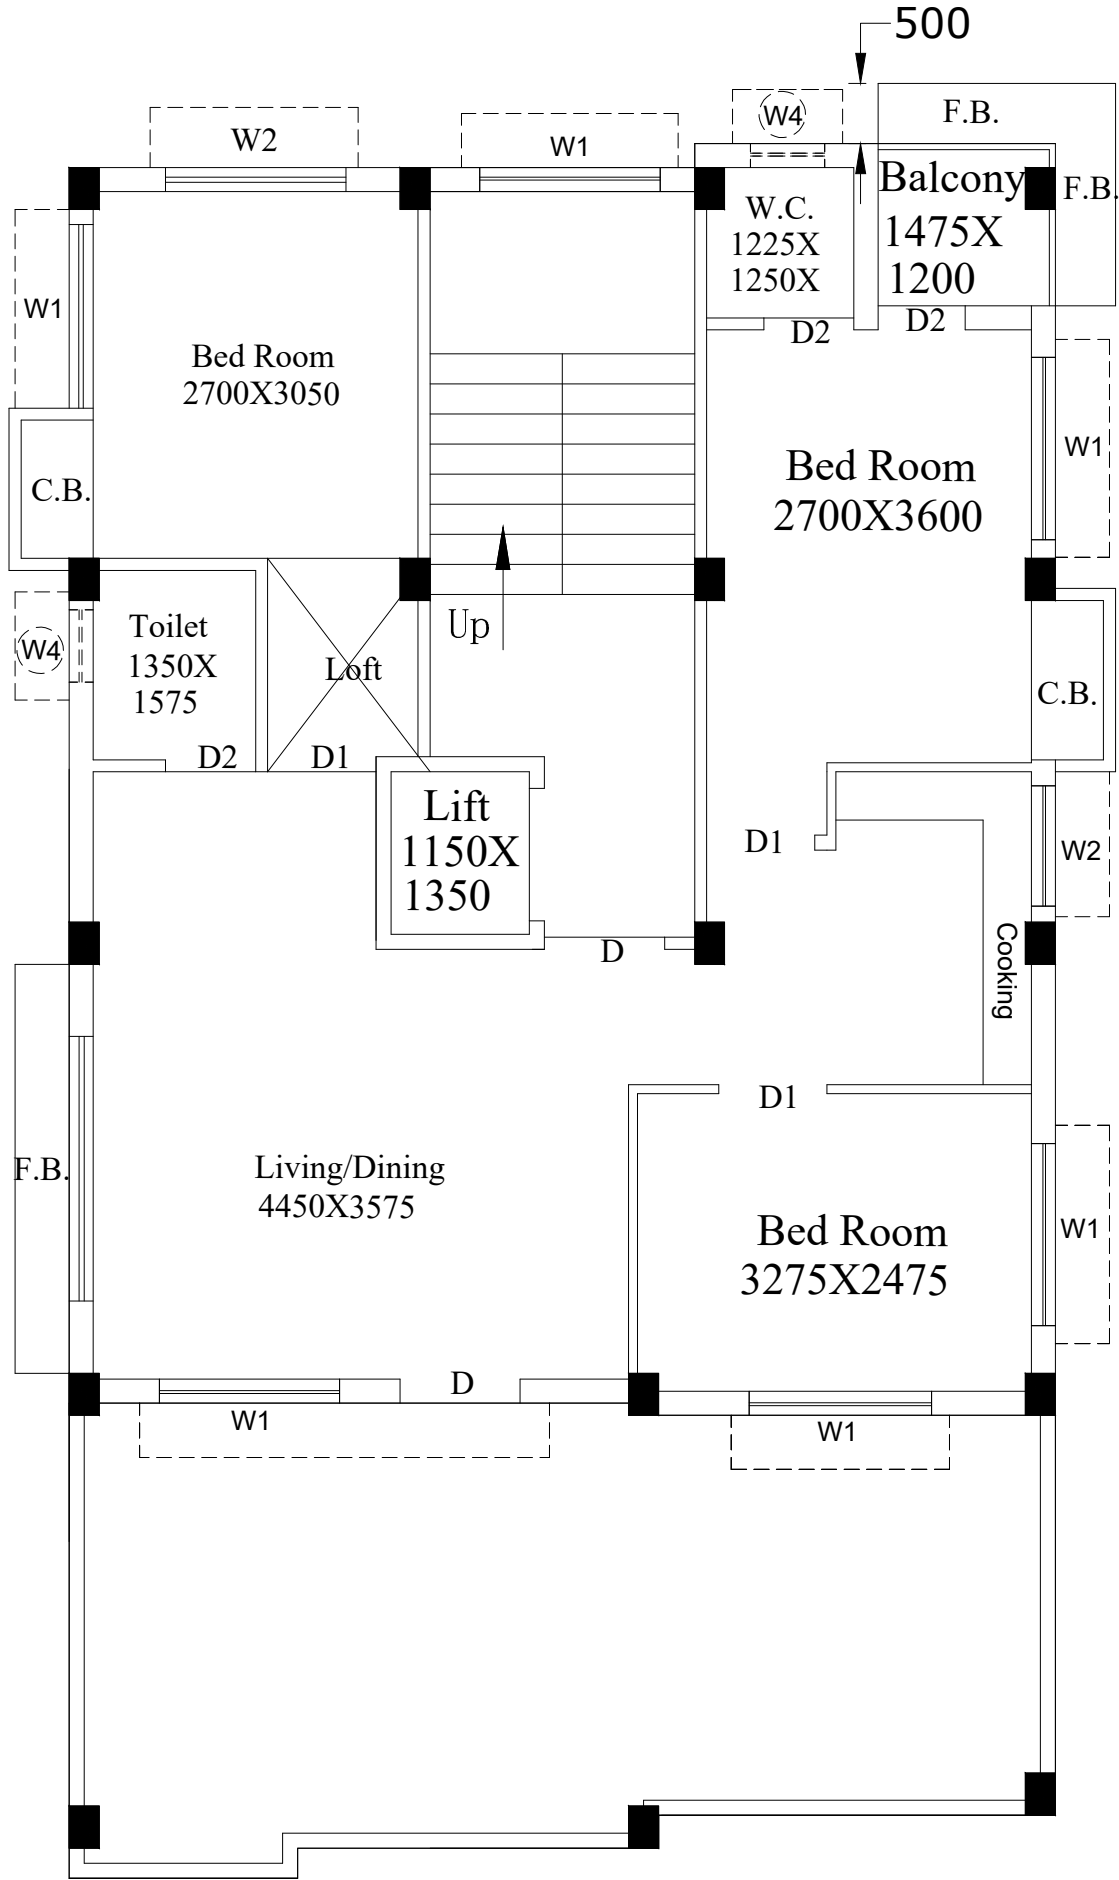 500
F.B.
W4
W2
W1
Balcony
F.B.
W.C.
1225X
1250X
1475X
1200
W1
D2
D2
Bed Room
2700X3050
W1
Bed Room
2700X3600
C.B.
Up
Toilet
1350X
1575
W4
Loft
C.B.
D2
D1
Lift
1150X
1350
D1
W2
D
Cooking
D1
F.B.
Living/Dining
4450X3575
Bed Room
3275X2475
W1
D
W1
W1